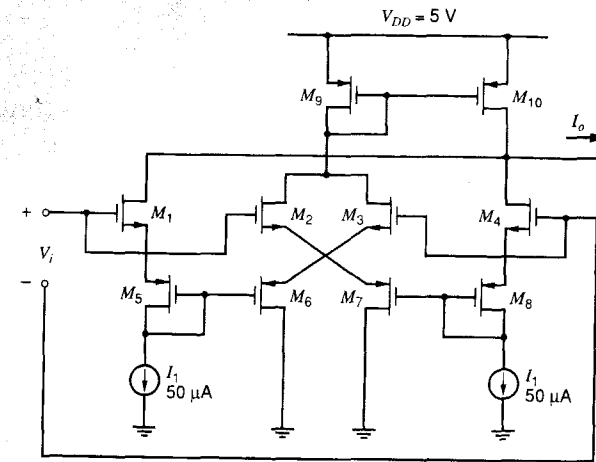 V_DD = 5 V
M_9
M_10
I_o
+
M_1
M_2
M_3
M_4
V_i
−
M_5
M_6
M_7
M_8
I_1
50 μA
I_1
50 μA